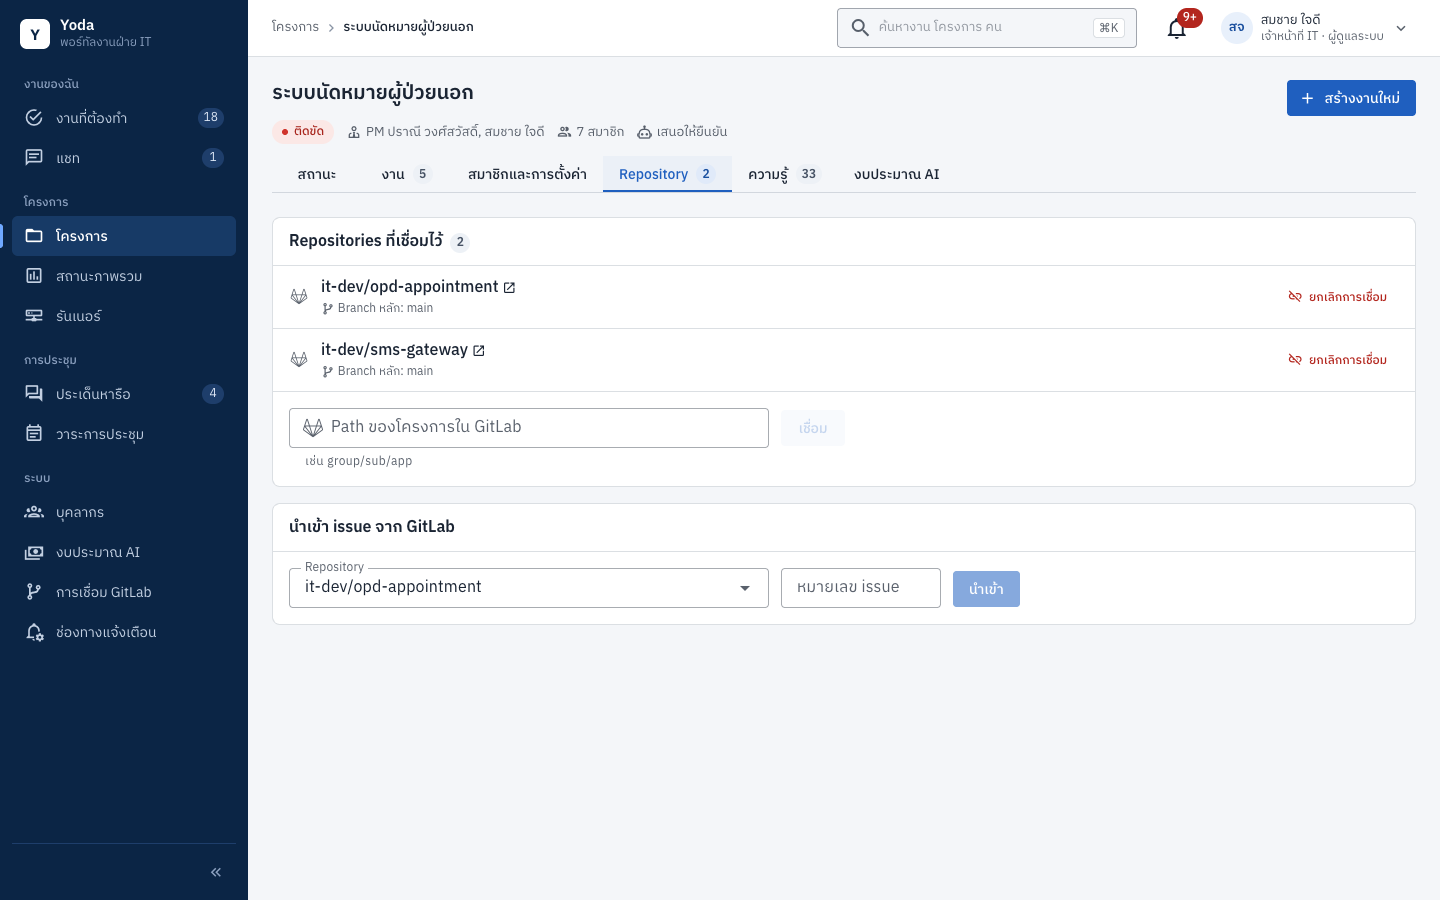 Y
Yoda
พอร์ทัลงานฝ่าย IT
งานของฉัน
งานที่ต้องทำ 18
แชท 1
โครงการ
โครงการ
สถานะภาพรวม
รันเนอร์
การประชุม
ประเด็นหารือ 4
วาระการประชุม
ระบบ
บุคลากร
งบประมาณ AI
การเชื่อม GitLab
ช่องทางแจ้งเตือน
โครงการ ระบบนัดหมายผู้ป่วยนอก
ค้นหางาน โครงการ คน ⌘K
9+
สจ
สมชาย ใจดี
เจ้าหน้าที่ IT · ผู้ดูแลระบบ
ระบบนัดหมายผู้ป่วยนอก
สร้างงานใหม่
ติดขัด PM ปราณี วงศ์สวัสดิ์, สมชาย ใจดี 7 สมาชิก เสนอให้ยืนยัน
สถานะ งาน 5 สมาชิกและการตั้งค่า Repository 2 ความรู้ 33 งบประมาณ AI
Repositories ที่เชื่อมไว้ 2
it-dev/opd-appointment
Branch หลัก: main
ยกเลิกการเชื่อม
it-dev/sms-gateway
Branch หลัก: main
ยกเลิกการเชื่อม
Path ของโครงการใน GitLab เชื่อม
เช่น group/sub/app
นำเข้า issue จาก GitLab
Repository
it-dev/opd-appointment หมายเลข issue นำเข้า